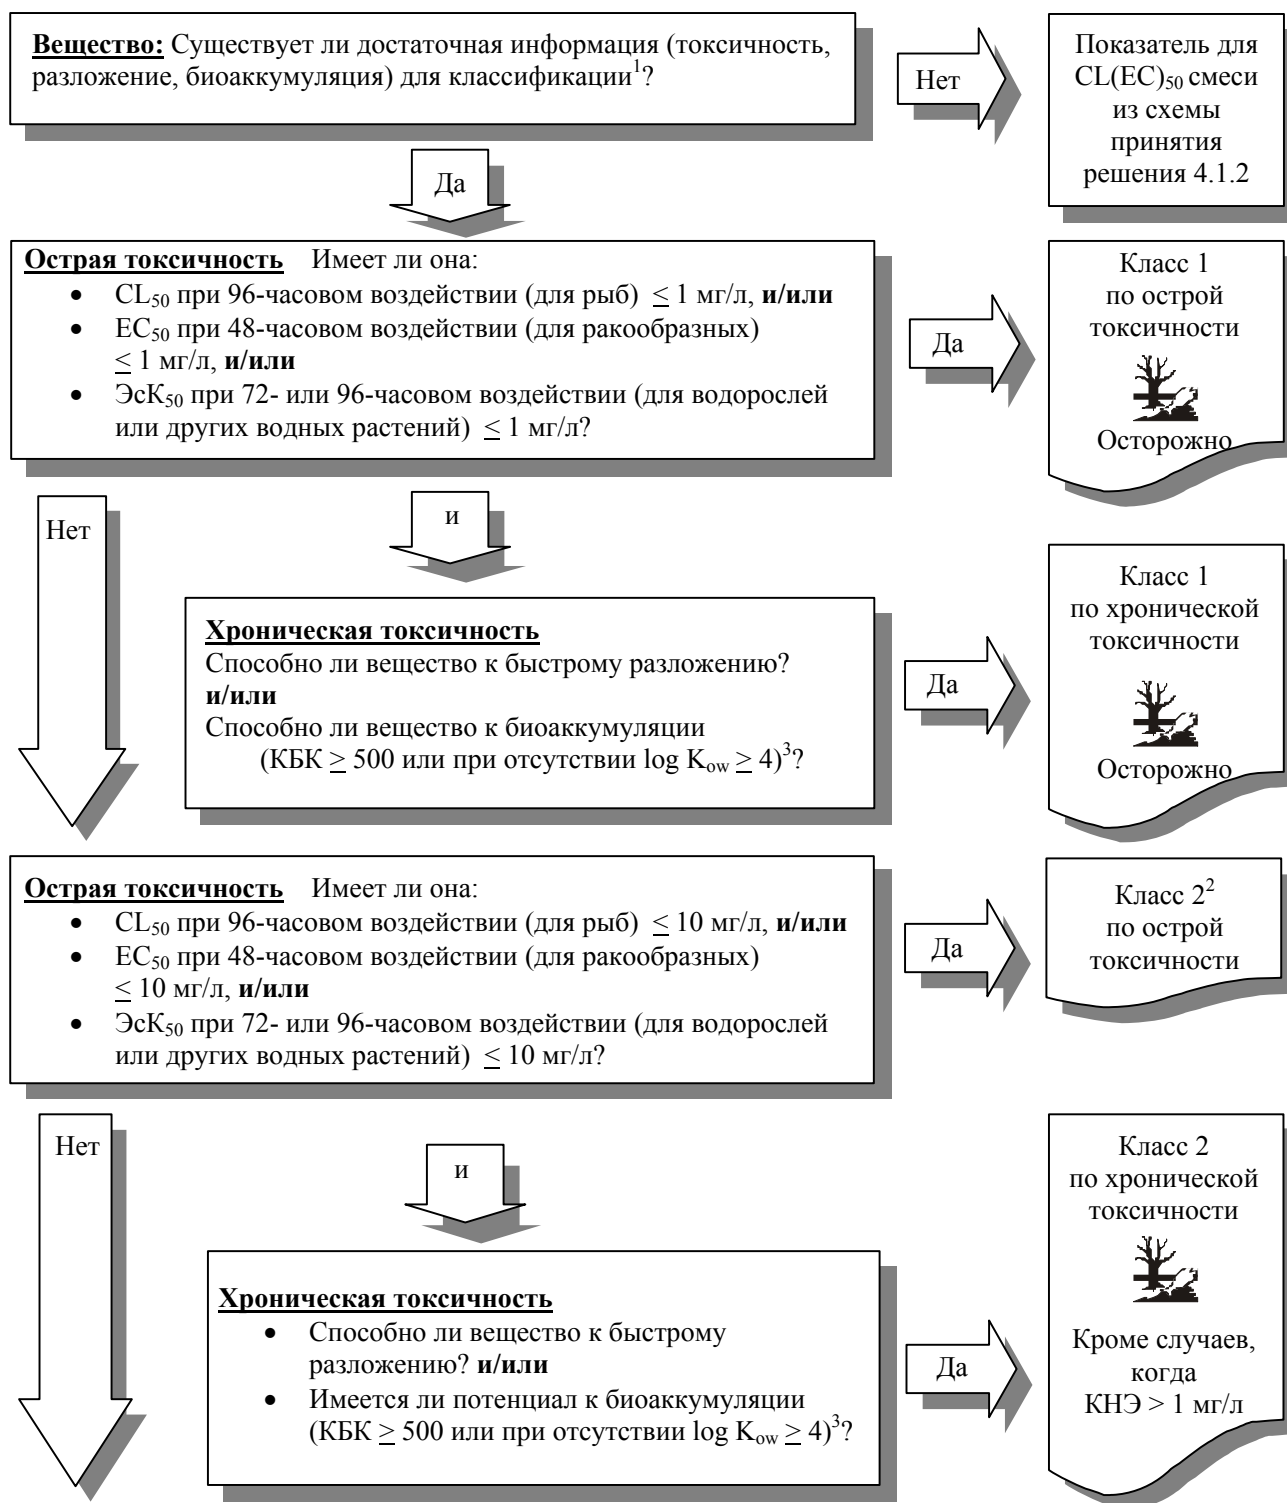 Вещество: Существует ли достаточная информация (токсичность,
разложение, биоаккумуляция) для классификации¹?
Нет
Показатель для
CL(EC)₅₀ смеси
из схемы
принятия
решения 4.1.2
Да
Острая токсичность Имеет ли она:
• CL₅₀ при 96-часовом воздействии (для рыб) ≤ 1 мг/л, и/или
• EC₅₀ при 48-часовом воздействии (для ракообразных)
≤ 1 мг/л, и/или
• ЭсК₅₀ при 72- или 96-часовом воздействии (для водорослей
или других водных растений) ≤ 1 мг/л?
Да
Класс 1
по острой
токсичности
Осторожно
Нет
и
Хроническая токсичность
Способно ли вещество к быстрому разложению?
и/или
Способно ли вещество к биоаккумуляции
(КБК ≥ 500 или при отсутствии log Kow ≥ 4)³?
Да
Класс 1
по хронической
токсичности
Осторожно
Острая токсичность Имеет ли она:
• CL₅₀ при 96-часовом воздействии (для рыб) ≤ 10 мг/л, и/или
• EC₅₀ при 48-часовом воздействии (для ракообразных)
≤ 10 мг/л, и/или
• ЭсК₅₀ при 72- или 96-часовом воздействии (для водорослей
или других водных растений) ≤ 10 мг/л?
Да
Класс 2²
по острой
токсичности
Нет
и
Хроническая токсичность
• Способно ли вещество к быстрому
разложению? и/или
• Имеется ли потенциал к биоаккумуляции
(КБК ≥ 500 или при отсутствии log Kow ≥ 4)³?
Да
Класс 2
по хронической
токсичности
Кроме случаев,
когда
КНЭ > 1 мг/л